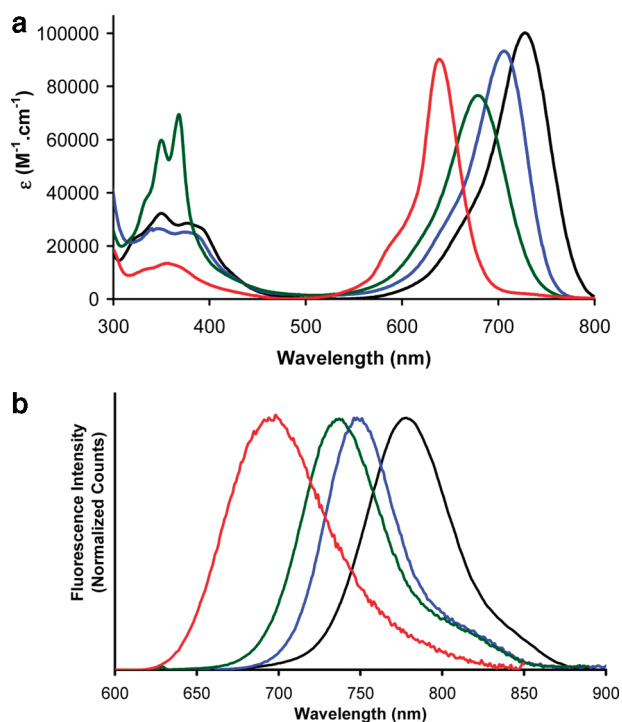 a
ε (M⁻¹.cm⁻¹)
100000
80000
60000
40000
20000
0
300 400 500 600 700 800
Wavelength (nm)
b
Fluorescence Intensity
(Normalized Counts)
600 650 700 750 800 850 900
Wavelength (nm)